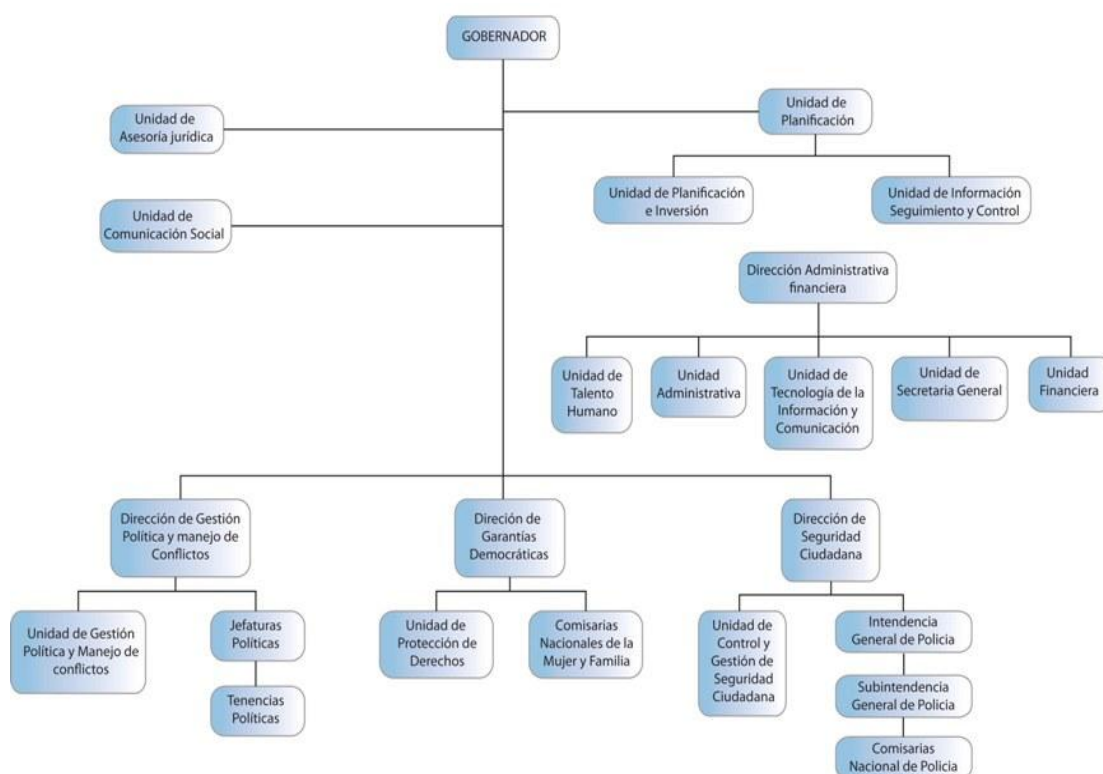 GOBERNADOR
Unidad de
Asesoría jurídica
Unidad de
Planificación
Unidad de Planificación
e Inversión
Unidad de Información
Seguimiento y Control
Unidad de
Comunicación Social
Dirección Administrativa
financiera
Unidad de
Talento
Humano
Unidad
Administrativa
Unidad de
Tecnología de la
Información y
Comunicación
Unidad de
Secretaria General
Unidad
Financiera
Dirección de Gestión
Política y manejo de
Conflictos
Direción de
Garantías
Democráticas
Dirección de
Seguridad
Ciudadana
Unidad de Gestión
Política y Manejo de
conflictos
Jefaturas
Políticas
Tenencias
Políticas
Unidad de
Protección de
Derechos
Comisarias
Nacionales de la
Mujer y Familia
Unidad de
Control y
Gestión de
Seguridad
Ciudadana
Intendencia
General de Policia
Subintendencia
General de Policia
Comisarias
Nacional de Policia